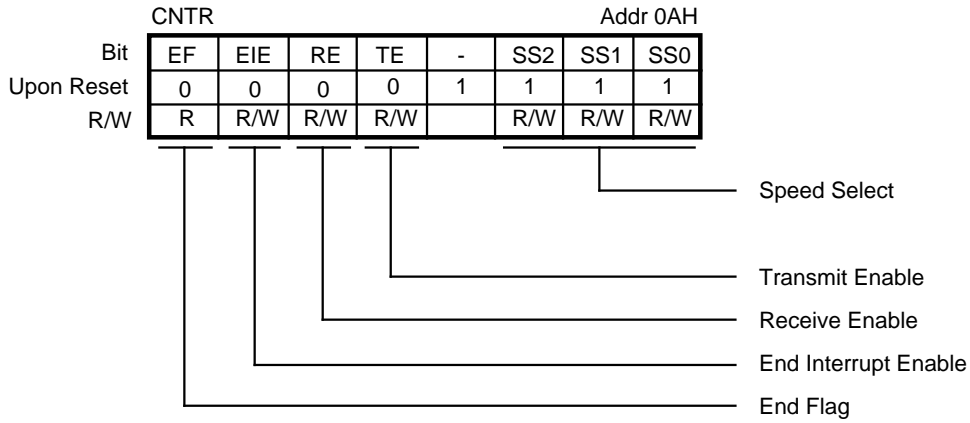 CNTR Addr 0AH
Bit EF EIE RE TE - SS2 SS1 SS0
Upon Reset 0 0 0 0 1 1 1 1
R/W R R/W R/W R/W R/W R/W R/W
Speed Select
Transmit Enable
Receive Enable
End Interrupt Enable
End Flag